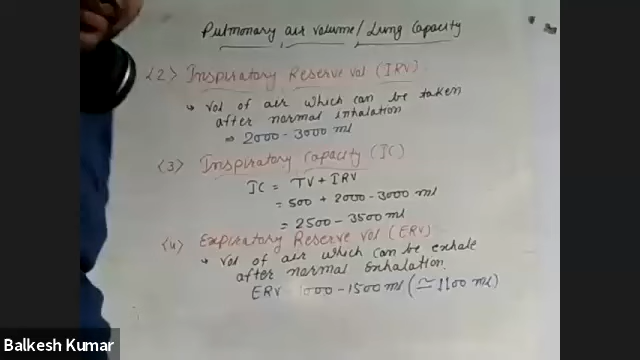 Pulmonary air volume/Lung Capacity
(2) Inspiratory Reserve vol (IRV)
↳ Vol of air which can be taken
after normal inhalation
⇒ 2000 - 3000 ml
(3) Inspiratory Capacity (IC)
IC = TV + IRV
= 500 + 2000 - 3000 ml
= 2500 - 3500 ml
(4) Expiratory Reserve Vol (ERV)
↳ Vol of air which can be exhale
after normal exhalation.
ERV 1000 - 1500 ml (≅ 1100 ml)
Balkesh Kumar